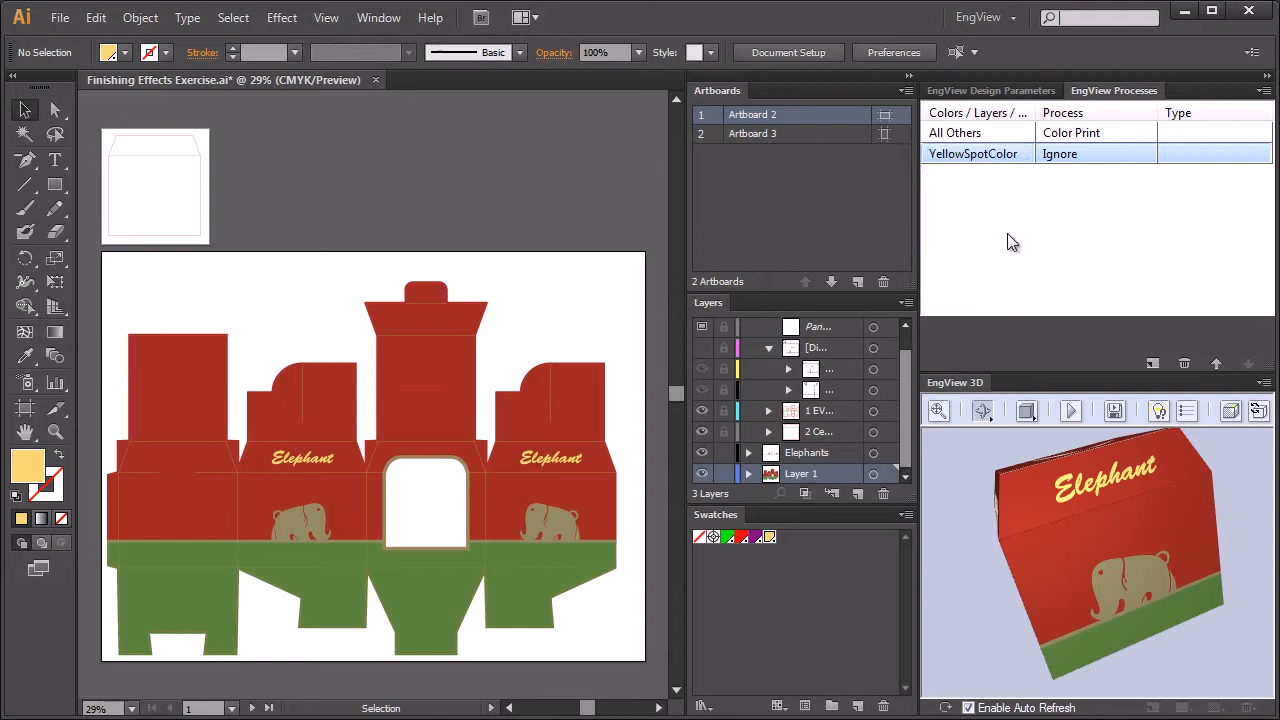 Ai File Edit Object Type Select Effect View Window Help Br EngView
No Selection Stroke: Basic Opacity: 100% Style: Document Setup Preferences
Finishing Effects Exercise.ai* @ 29% (CMYK/Preview) ×
Artboards
1 Artboard 2
2 Artboard 3
2 Artboards
Layers
Pan...
[Di...
...
...
1 EV...
2 Ce...
Elephants
Layer 1
3 Layers
Swatches
EngView Design Parameters EngView Processes
Colors / Layers / ... Process Type
All Others Color Print
YellowSpotColor Ignore
EngView 3D
Elephant
Elephant Elephant
29% 1 Selection
Enable Auto Refresh